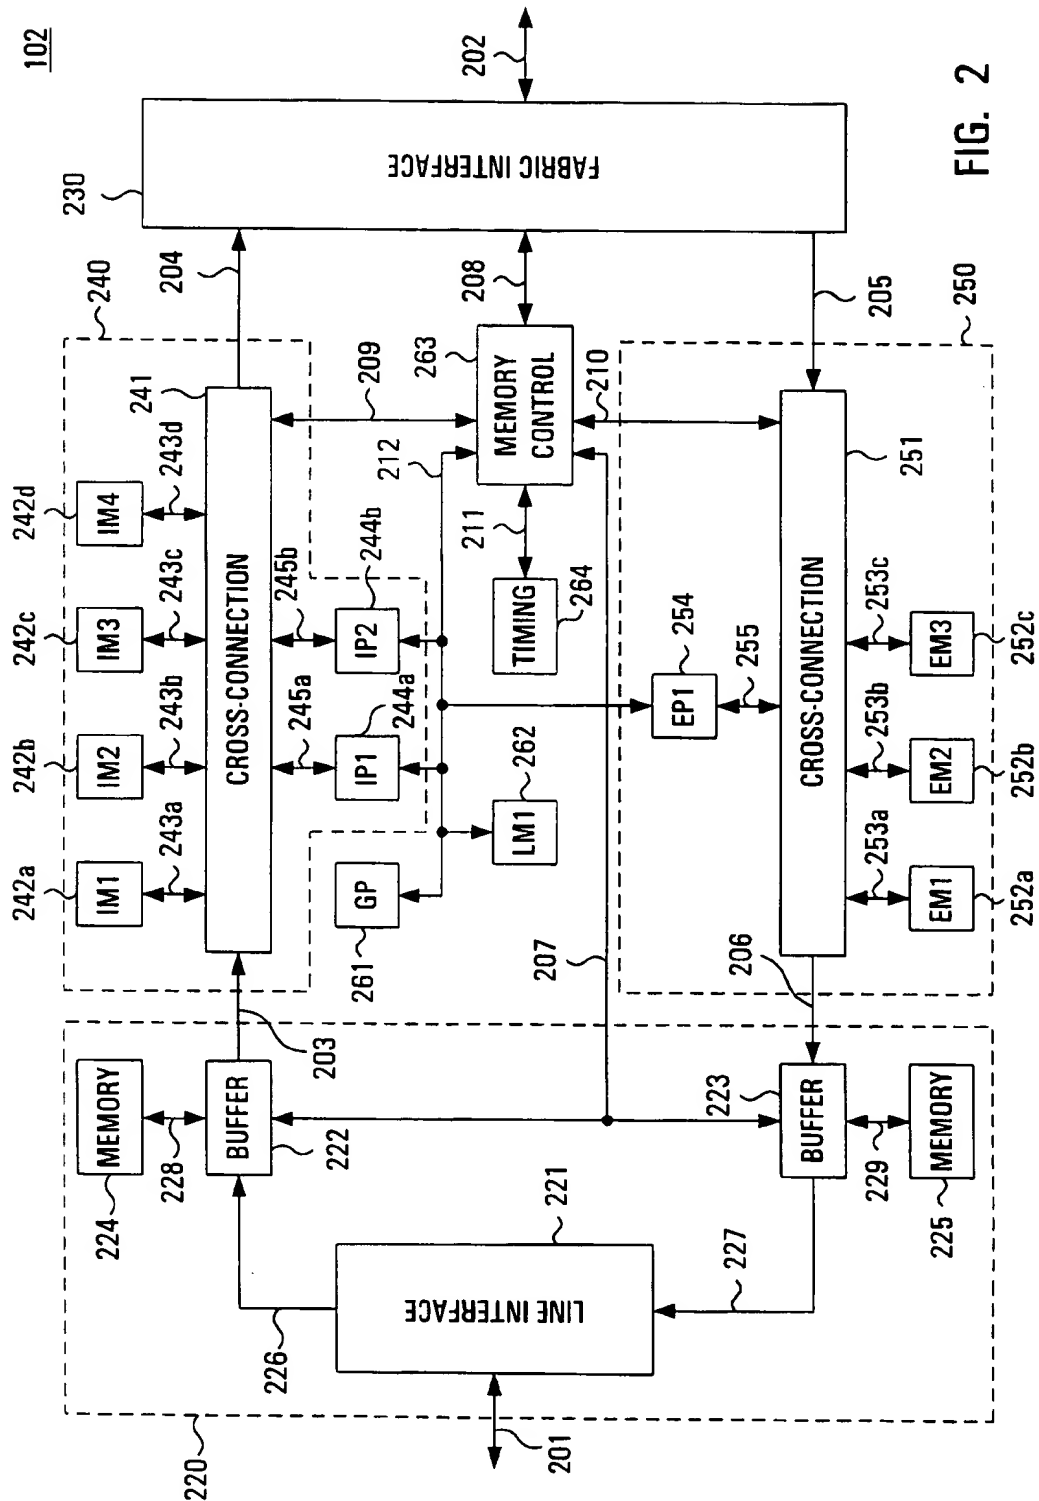 102
202
FABRIC INTERFACE
230
204
208
205
240
250
241
209
263
MEMORY
CONTROL
210
212
211
251
242d
IM4
243d
242c
IM3
243c
242b
IM2
243b
242a
IM1
243a
CROSS-CONNECTION
245b
IP2
244b
245a
IP1
244a
TIMING
264
LM1
262
GP
261
EP1
254
255
CROSS-CONNECTION
253c
EM3
252c
253b
EM2
252b
253a
EM1
252a
203
207
206
MEMORY
224
228
BUFFER
222
223
BUFFER
229
MEMORY
225
226
LINE INTERFACE
221
227
201
220
FIG. 2